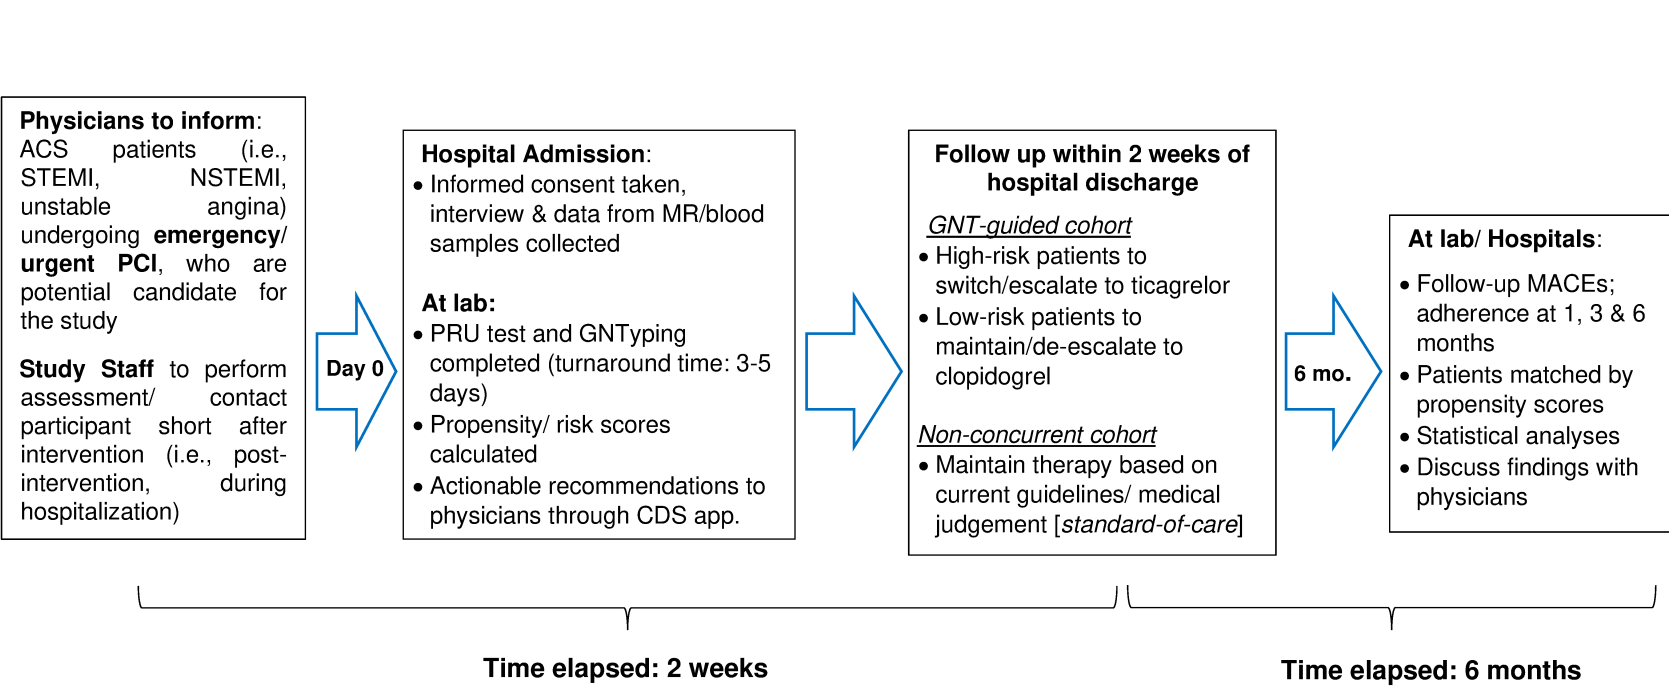 Physicians to inform:
ACS patients (i.e.,
STEMI, NSTEMI,
unstable angina)
undergoing emergency/
urgent PCI, who are
potential candidate for
the study
Study Staff to perform
assessment/ contact
participant short after
intervention (i.e., post-
intervention, during
hospitalization)
Day 0
Hospital Admission:
• Informed consent taken,
interview & data from MR/blood
samples collected
At lab:
• PRU test and GNTyping
completed (turnaround time: 3-5
days)
• Propensity/ risk scores
calculated
• Actionable recommendations to
physicians through CDS app.
Follow up within 2 weeks of
hospital discharge
GNT-guided cohort
• High-risk patients to
switch/escalate to ticagrelor
• Low-risk patients to
maintain/de-escalate to
clopidogrel
Non-concurrent cohort
• Maintain therapy based on
current guidelines/ medical
judgement [standard-of-care]
6 mo.
At lab/ Hospitals:
• Follow-up MACEs;
adherence at 1, 3 & 6
months
• Patients matched by
propensity scores
• Statistical analyses
• Discuss findings with
physicians
Time elapsed: 2 weeks
Time elapsed: 6 months